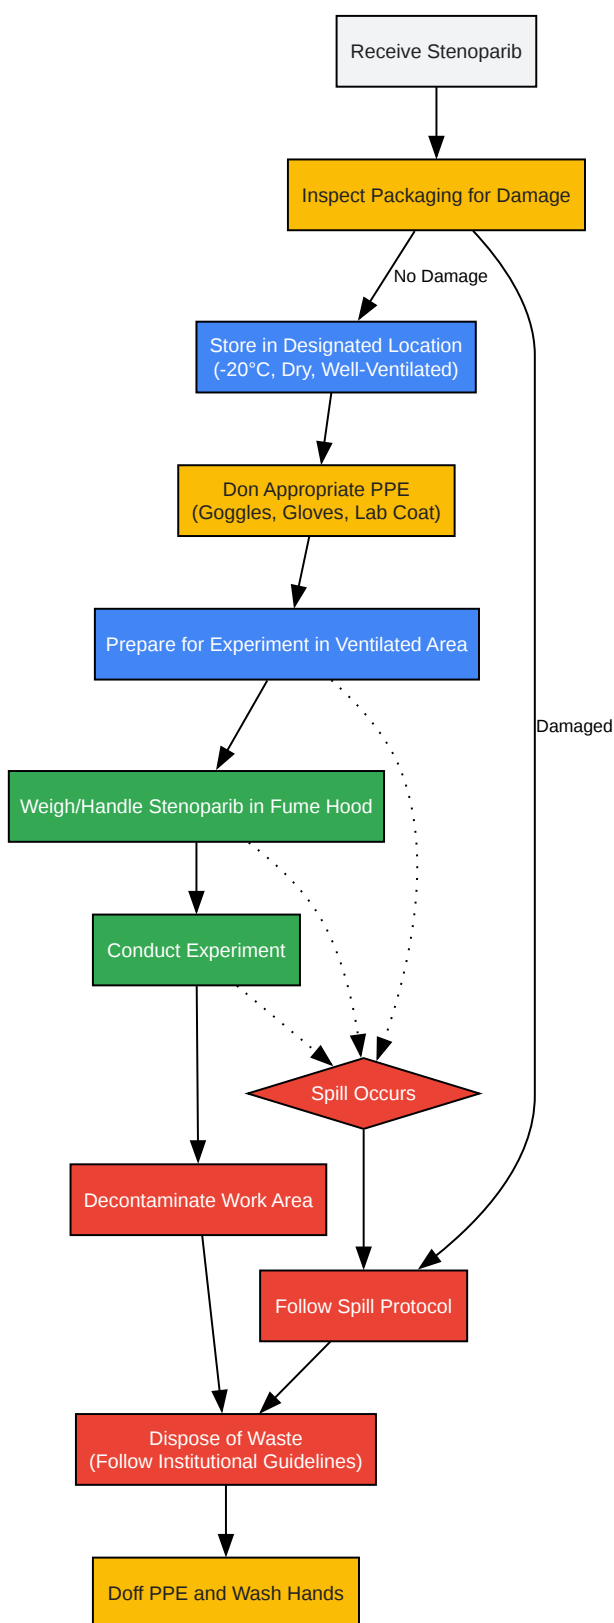 Receive Stenoparib
Inspect Packaging for Damage
No Damage
Store in Designated Location
(-20°C, Dry, Well-Ventilated)
Don Appropriate PPE
(Goggles, Gloves, Lab Coat)
Prepare for Experiment in Ventilated Area
Damaged
Weigh/Handle Stenoparib in Fume Hood
Conduct Experiment
Spill Occurs
Decontaminate Work Area
Follow Spill Protocol
Dispose of Waste
(Follow Institutional Guidelines)
Doff PPE and Wash Hands